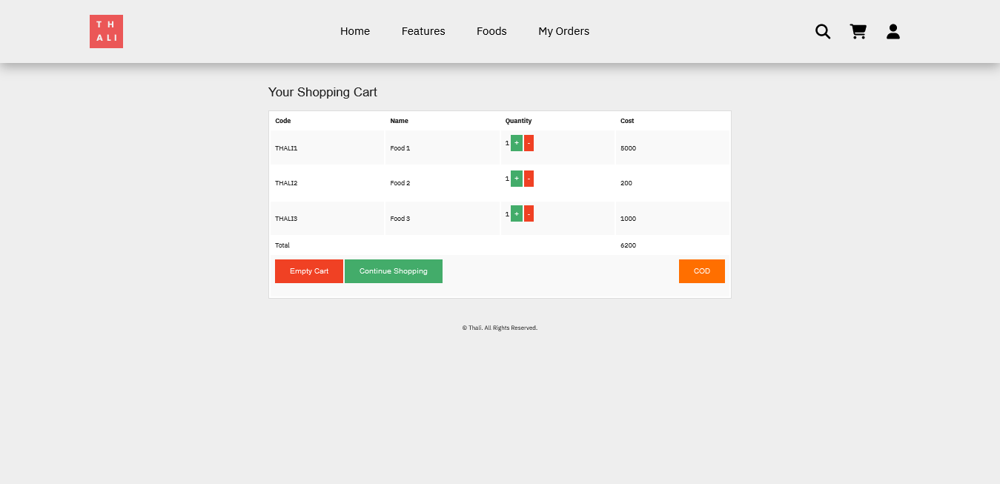 T H
A L I
Home Features Foods My Orders
Your Shopping Cart
Code Name Quantity Cost
THALI1 Food 1 1 + - 5000
THALI2 Food 2 1 + - 200
THALI3 Food 3 1 + - 1000
Total 6200
Empty Cart Continue Shopping COD
© Thali. All Rights Reserved.